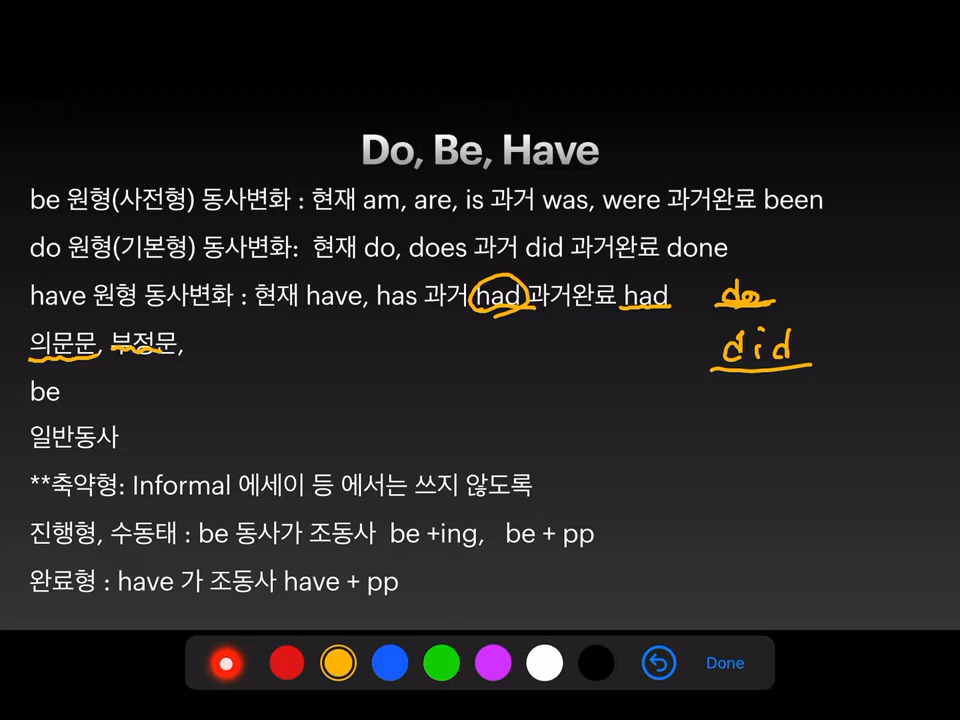 Do, Be, Have
be 원형(사전형) 동사변화 : 현재 am, are, is 과거 was, were 과거완료 been
do 원형(기본형) 동사변화: 현재 do, does 과거 did 과거완료 done
have 원형 동사변화 : 현재 have, has 과거 had 과거완료 had do
의문문, 부정문, did
be
일반동사
**축약형: Informal 에세이 등 에서는 쓰지 않도록
진행형, 수동태 : be 동사가 조동사 be +ing, be + pp
완료형 : have 가 조동사 have + pp
Done